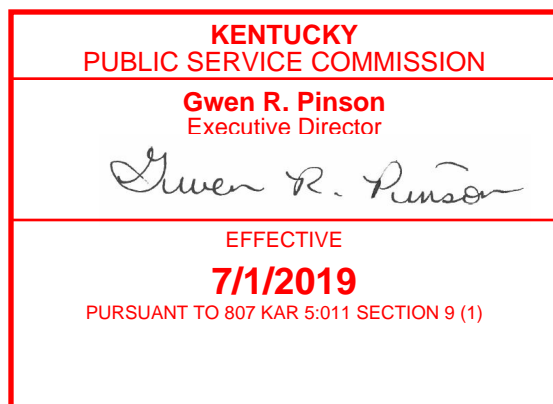 KENTUCKY
PUBLIC SERVICE COMMISSION
Gwen R. Pinson
Executive Director
Gwen R. Pinson
EFFECTIVE
7/1/2019
PURSUANT TO 807 KAR 5:011 SECTION 9 (1)